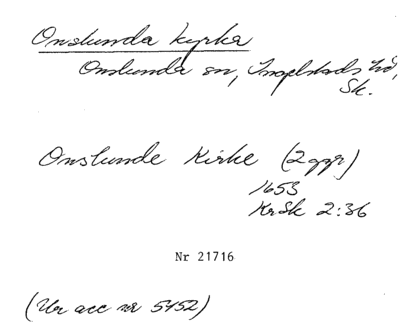 Onslunda kyrka
Onslunda sn, Ingelstads hd,
Sk.
Onslunde Kirke (2 ggr)
1653
KrSk 2:36
Nr 21716
(Ur acc nr 5452)